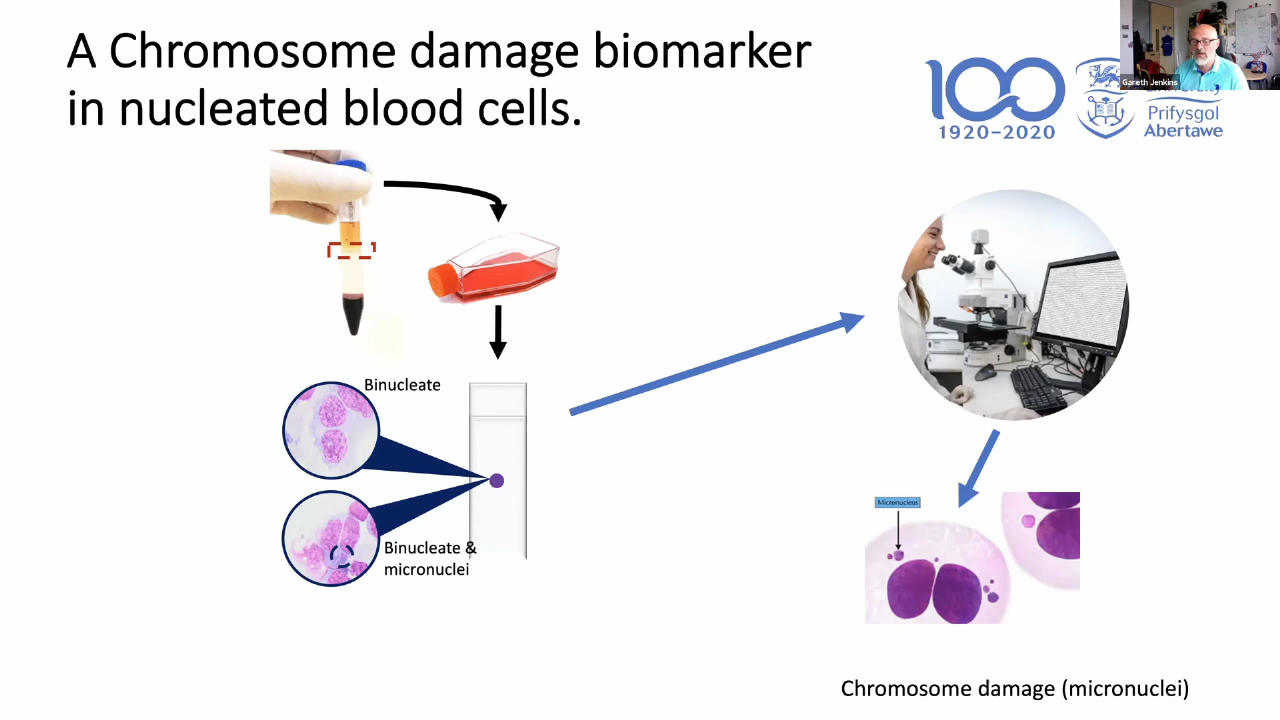 A Chromosome damage biomarker
in nucleated blood cells.
100
1920-2020
Gareth Jenkins
Prifysgol
Abertawe
Binucleate
Binucleate &
micronuclei
Micronucleus
Chromosome damage (micronuclei)